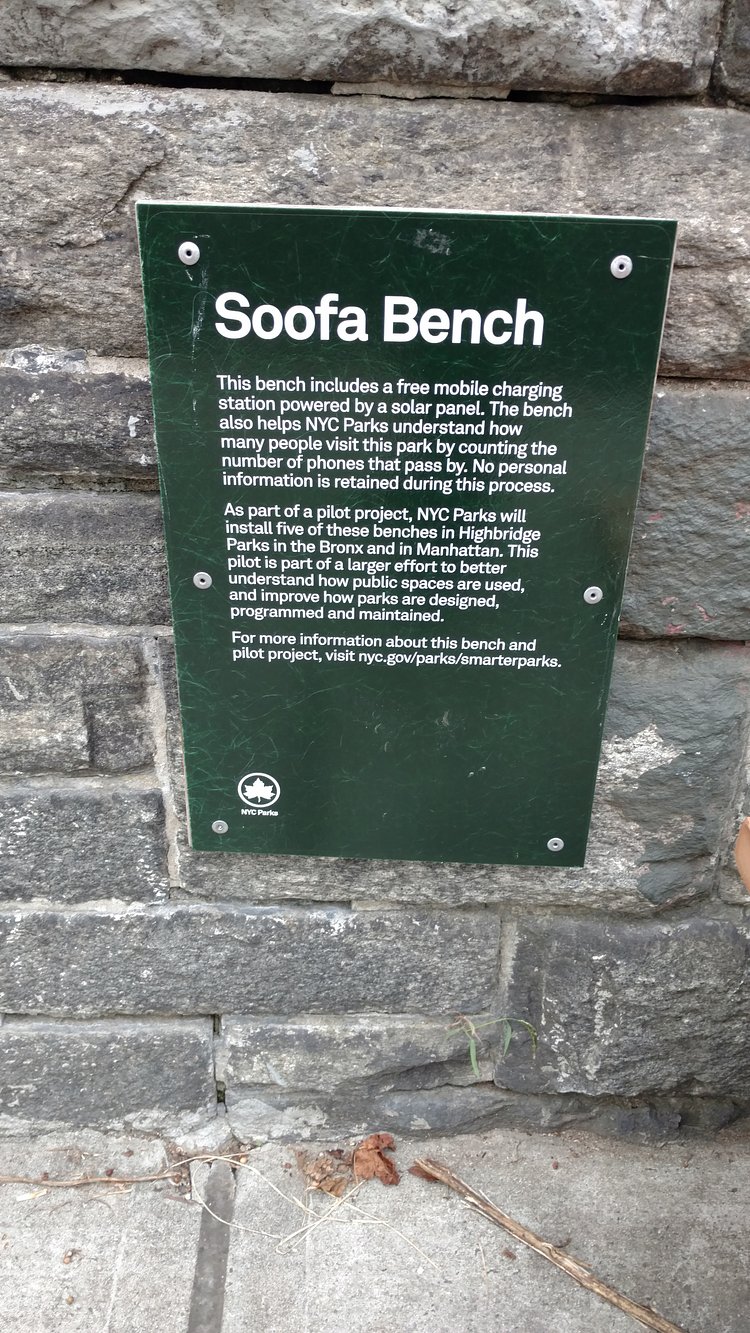 Soofa Bench
This bench includes a free mobile charging
station powered by a solar panel. The bench
also helps NYC Parks understand how
many people visit this park by counting the
number of phones that pass by. No personal
information is retained during this process.
As part of a pilot project, NYC Parks will
install five of these benches in Highbridge
Parks in the Bronx and in Manhattan. This
pilot is part of a larger effort to better
understand how public spaces are used,
and improve how parks are designed,
programmed and maintained.
For more information about this bench and
pilot project, visit nyc.gov/parks/smarterparks.
NYC Parks